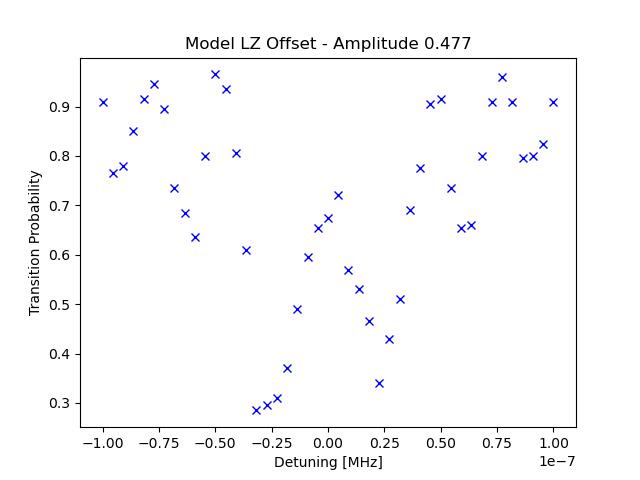 Model LZ Offset - Amplitude 0.477
Transition Probability
0.9
0.8
0.7
0.6
0.5
0.4
0.3
−1.00 −0.75 −0.50 −0.25 0.00 0.25 0.50 0.75 1.00
1e−7
Detuning [MHz]